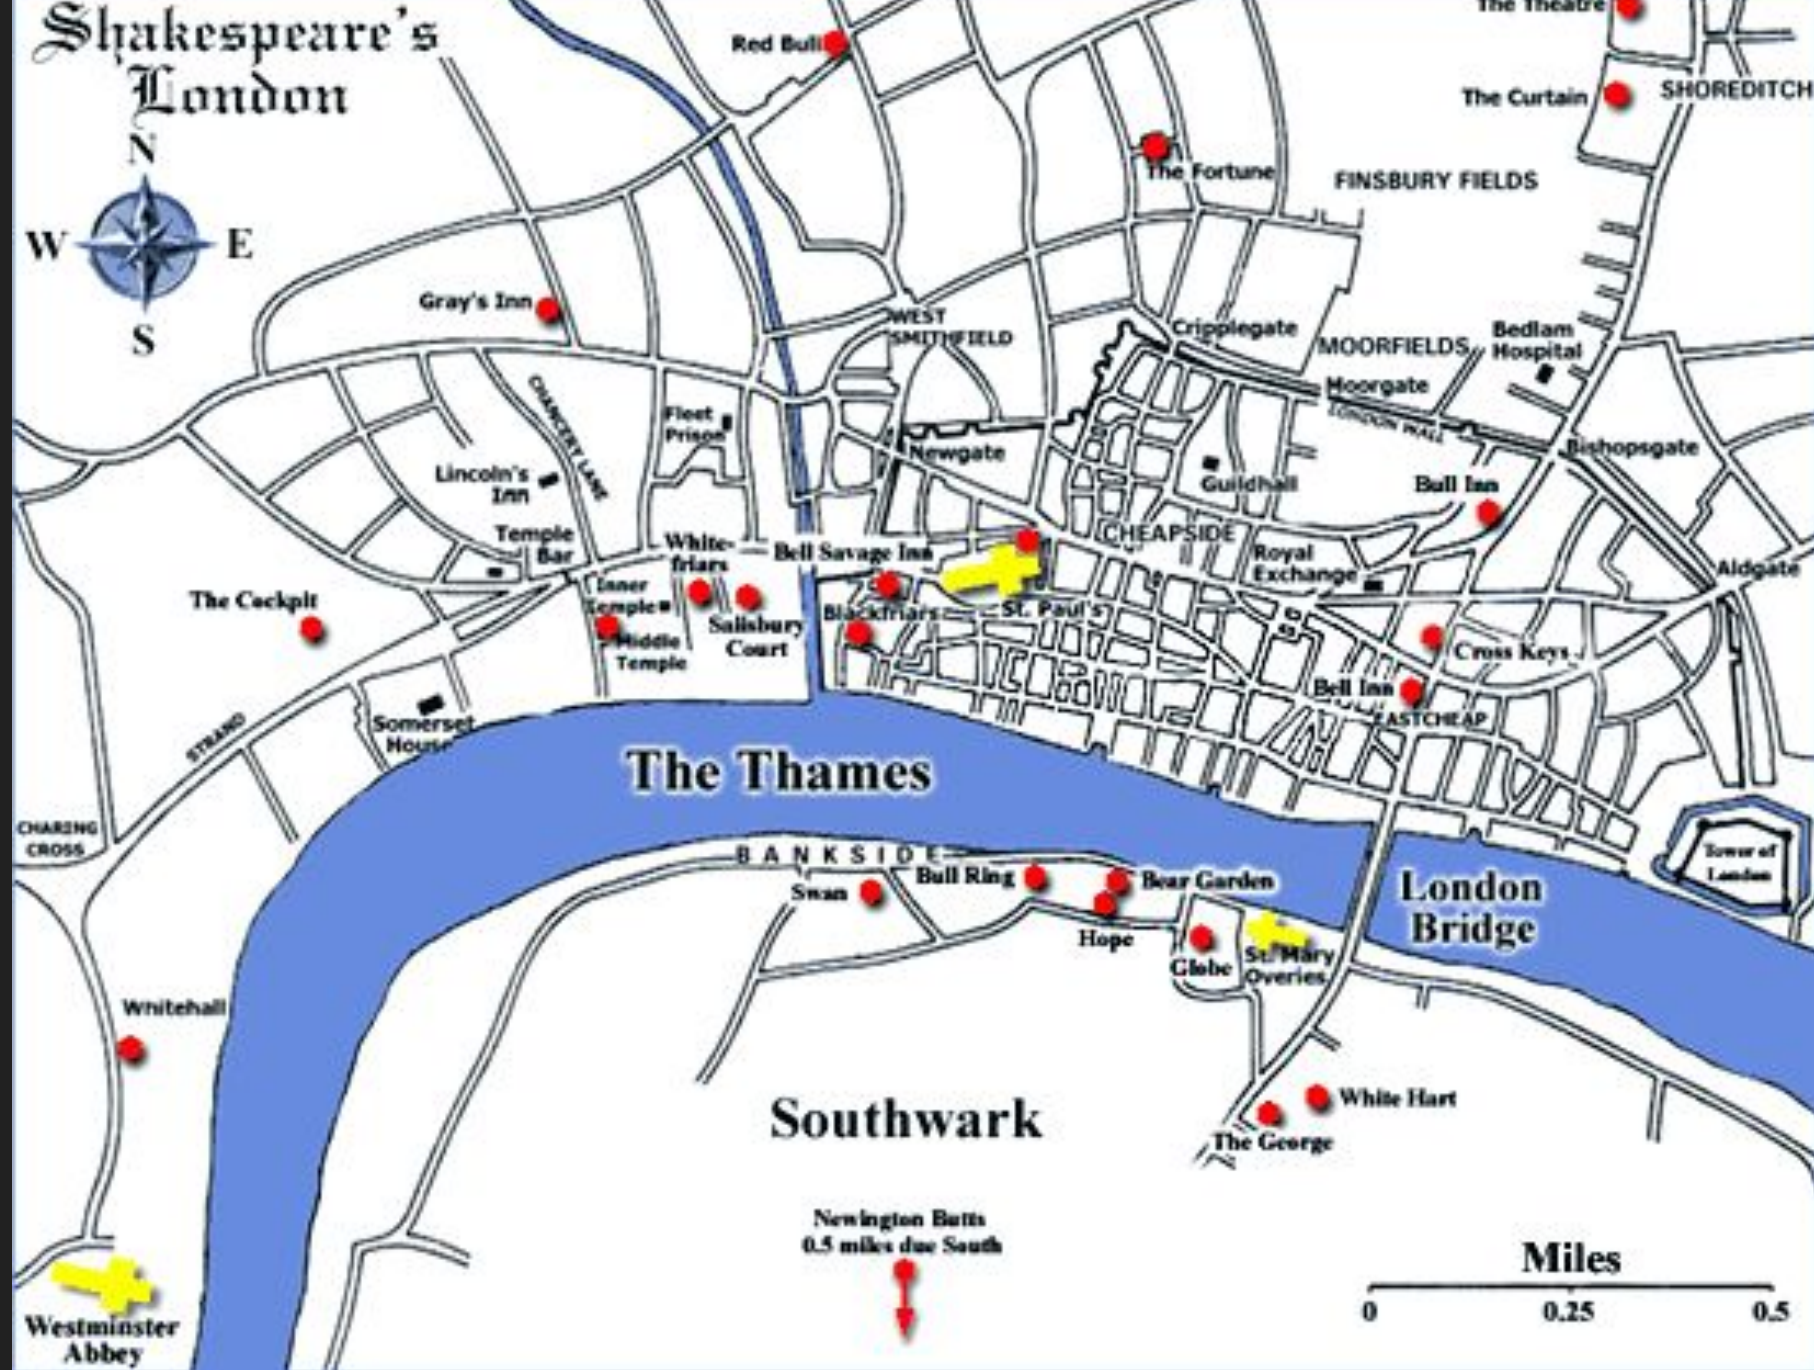 Shakespeare's
London
N
W
E
S
The Theatre
Red Bull
The Curtain
SHOREDITCH
The Fortune
FINSBURY FIELDS
Gray's Inn
WEST
SMITHFIELD
Cripplegate
MOORFIELDS
Bedlam
Hospital
Moorgate
LONDON WALL
CHANCERY LANE
Fleet
Prison
Newgate
Bishopsgate
Lincoln's
Inn
Guildhall
Bull Inn
Temple
Bar
White-
friars
Bell Savage Inn
CHEAPSIDE
Royal
Exchange
Aldgate
The Cockpit
Inner
Temple
Salisbury
Court
Blackfriars
St. Paul's
Middle
Temple
Cross Keys
Bell Inn
EASTCHEAP
Somerset
House
STRAND
The Thames
CHARING
CROSS
BANKSIDE
Swan
Bull Ring
Bear Garden
Hope
Globe
St. Mary
Overies
London
Bridge
Tower of
London
Whitehall
Southwark
White Hart
The George
Newington Butts
0.5 miles due South
Westminster
Abbey
Miles
0
0.25
0.5